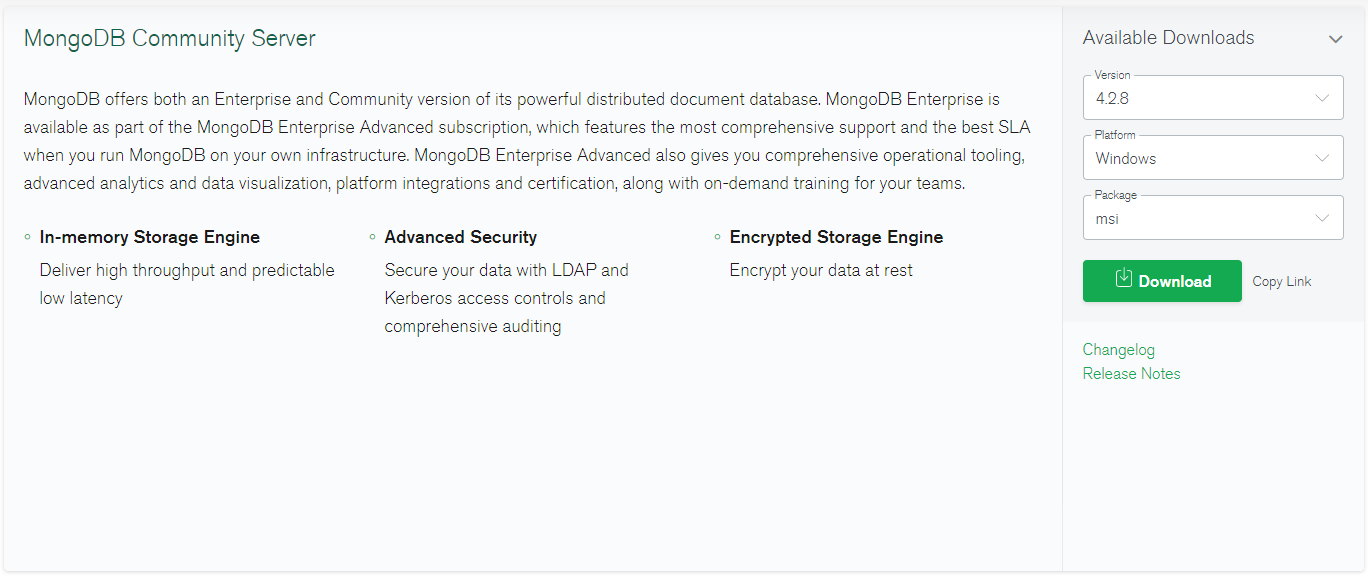 MongoDB Community Server
MongoDB offers both an Enterprise and Community version of its powerful distributed document database. MongoDB Enterprise is
available as part of the MongoDB Enterprise Advanced subscription, which features the most comprehensive support and the best SLA
when you run MongoDB on your own infrastructure. MongoDB Enterprise Advanced also gives you comprehensive operational tooling,
advanced analytics and data visualization, platform integrations and certification, along with on-demand training for your teams.
In-memory Storage Engine
Deliver high throughput and predictable
low latency
Advanced Security
Secure your data with LDAP and
Kerberos access controls and
comprehensive auditing
Encrypted Storage Engine
Encrypt your data at rest
Available Downloads
Version
4.2.8
Platform
Windows
Package
msi
Download
Copy Link
Changelog
Release Notes